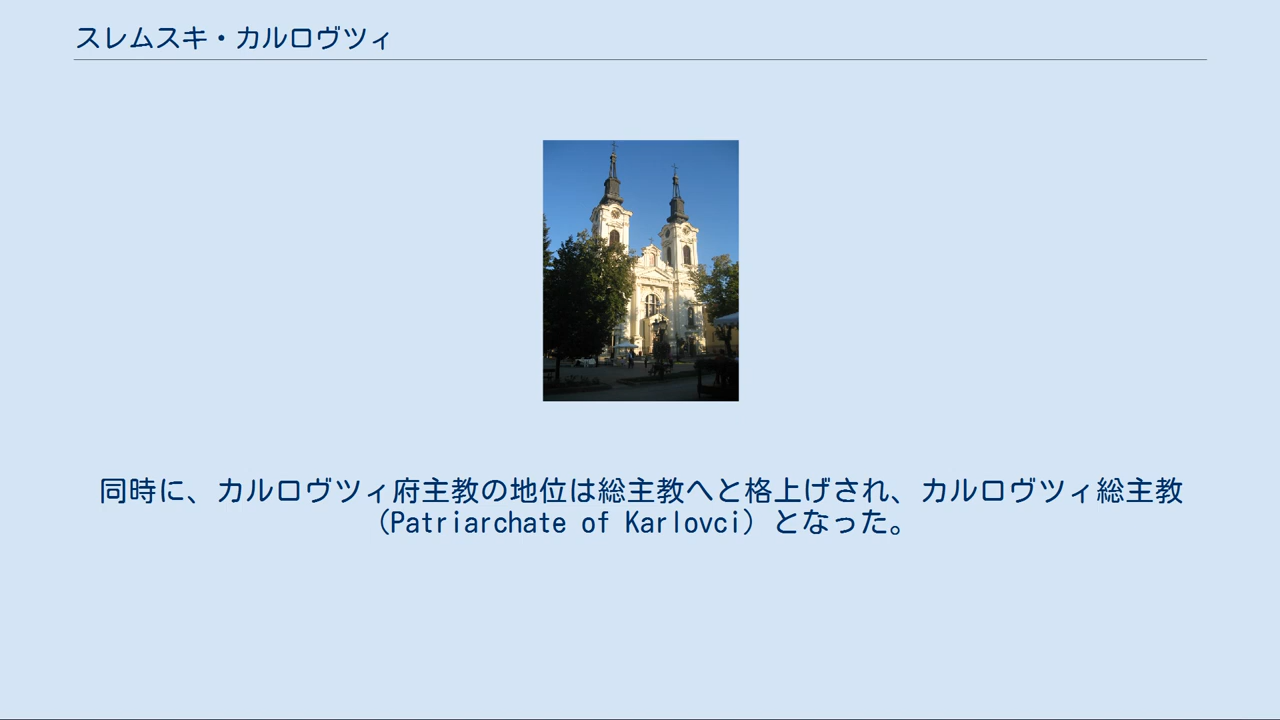 スレムスキ・カルロヴツィ
同時に、カルロヴツィ府主教の地位は総主教へと格上げされ、カルロヴツィ総主教
（Patriarchate of Karlovci）となった。